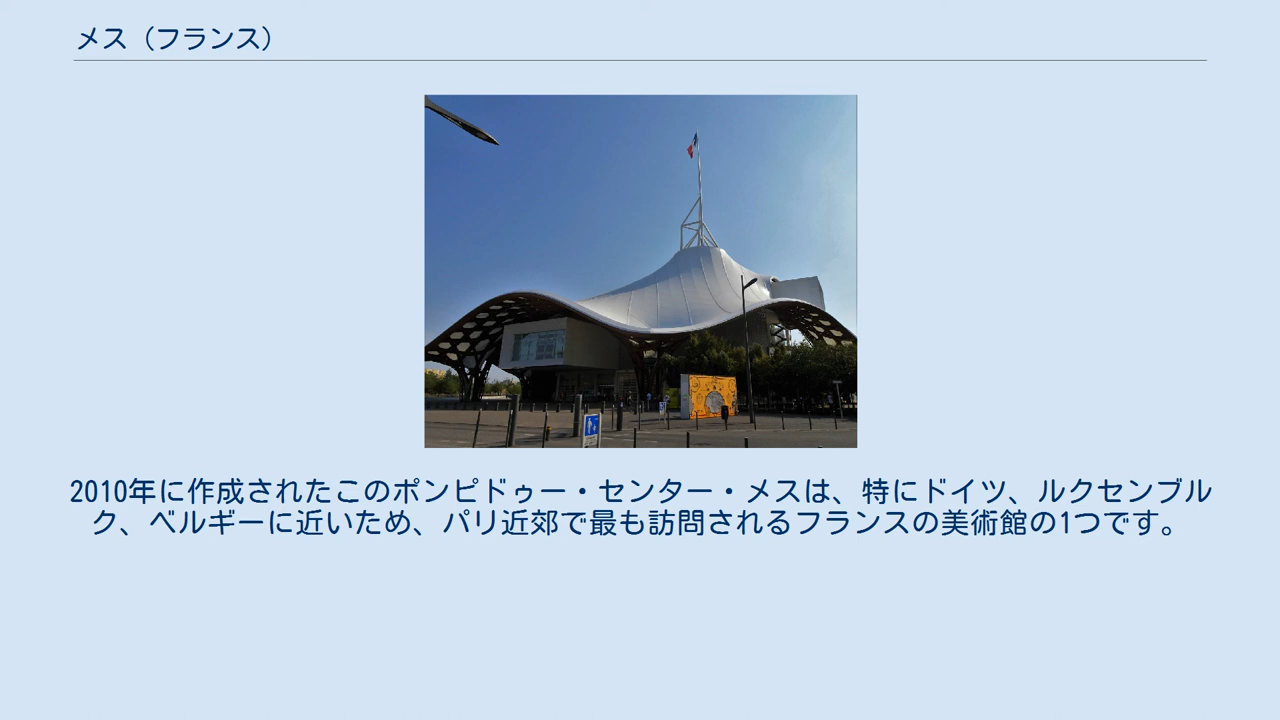 メス（フランス）
2010年に作成されたこのポンピドゥー・センター・メスは、特にドイツ、ルクセンブル
ク、ベルギーに近いため、パリ近郊で最も訪問されるフランスの美術館の1つです。